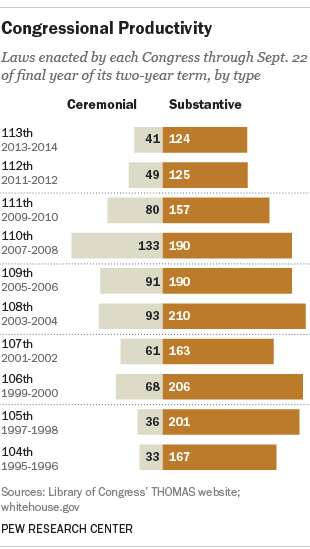 Congressional Productivity
Laws enacted by each Congress through Sept. 22
of final year of its two-year term, by type
Ceremonial Substantive
113th
2013-2014 41 124
112th
2011-2012 49 125
111th
2009-2010 80 157
110th
2007-2008 133 190
109th
2005-2006 91 190
108th
2003-2004 93 210
107th
2001-2002 61 163
106th
1999-2000 68 206
105th
1997-1998 36 201
104th
1995-1996 33 167
Sources: Library of Congress’ THOMAS website;
whitehouse.gov
PEW RESEARCH CENTER